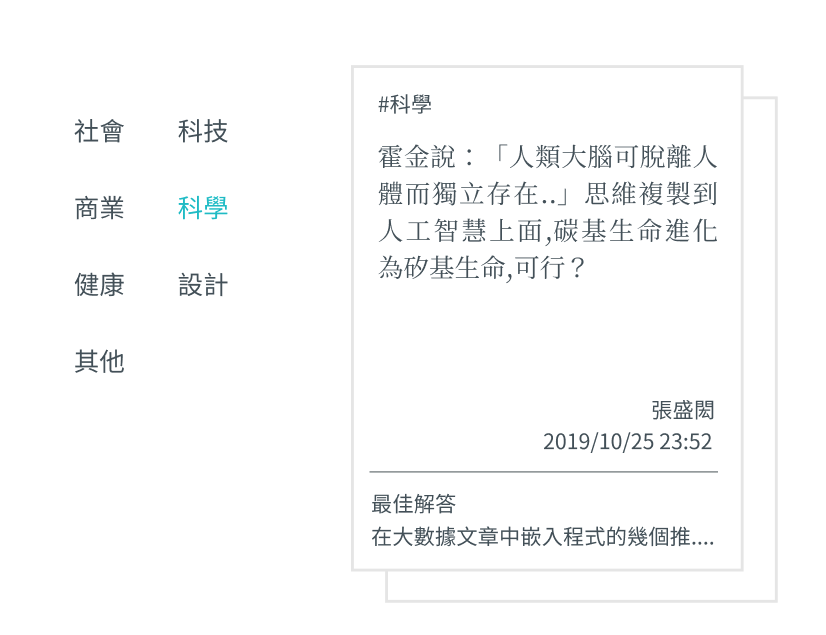 社會 科技
商業 科學
健康 設計
其他
#科學
霍金說：「人類大腦可脫離人
體而獨立存在..」思維複製到
人工智慧上面,碳基生命進化
為矽基生命,可行？
張盛閎
2019/10/25 23:52
最佳解答
在大數據文章中嵌入程式的幾個推....